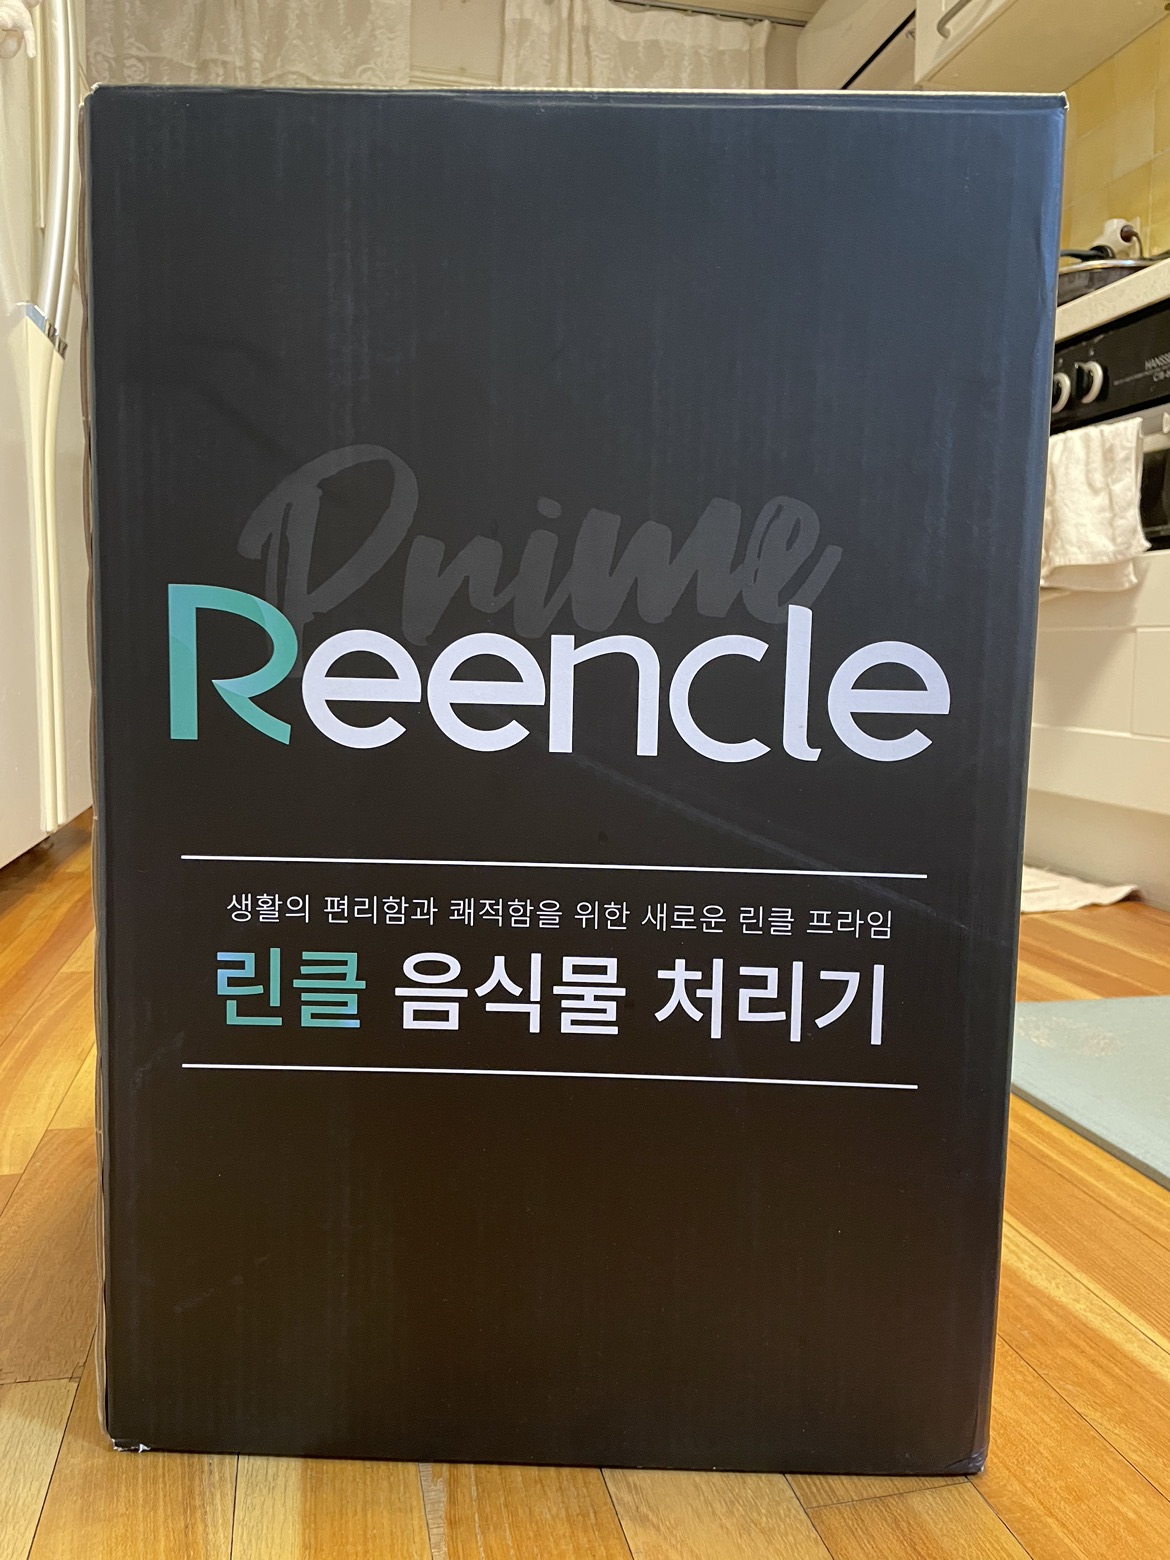 Prime
Reencle
생활의 편리함과 쾌적함을 위한 새로운 린클 프라임
린클 음식물 처리기